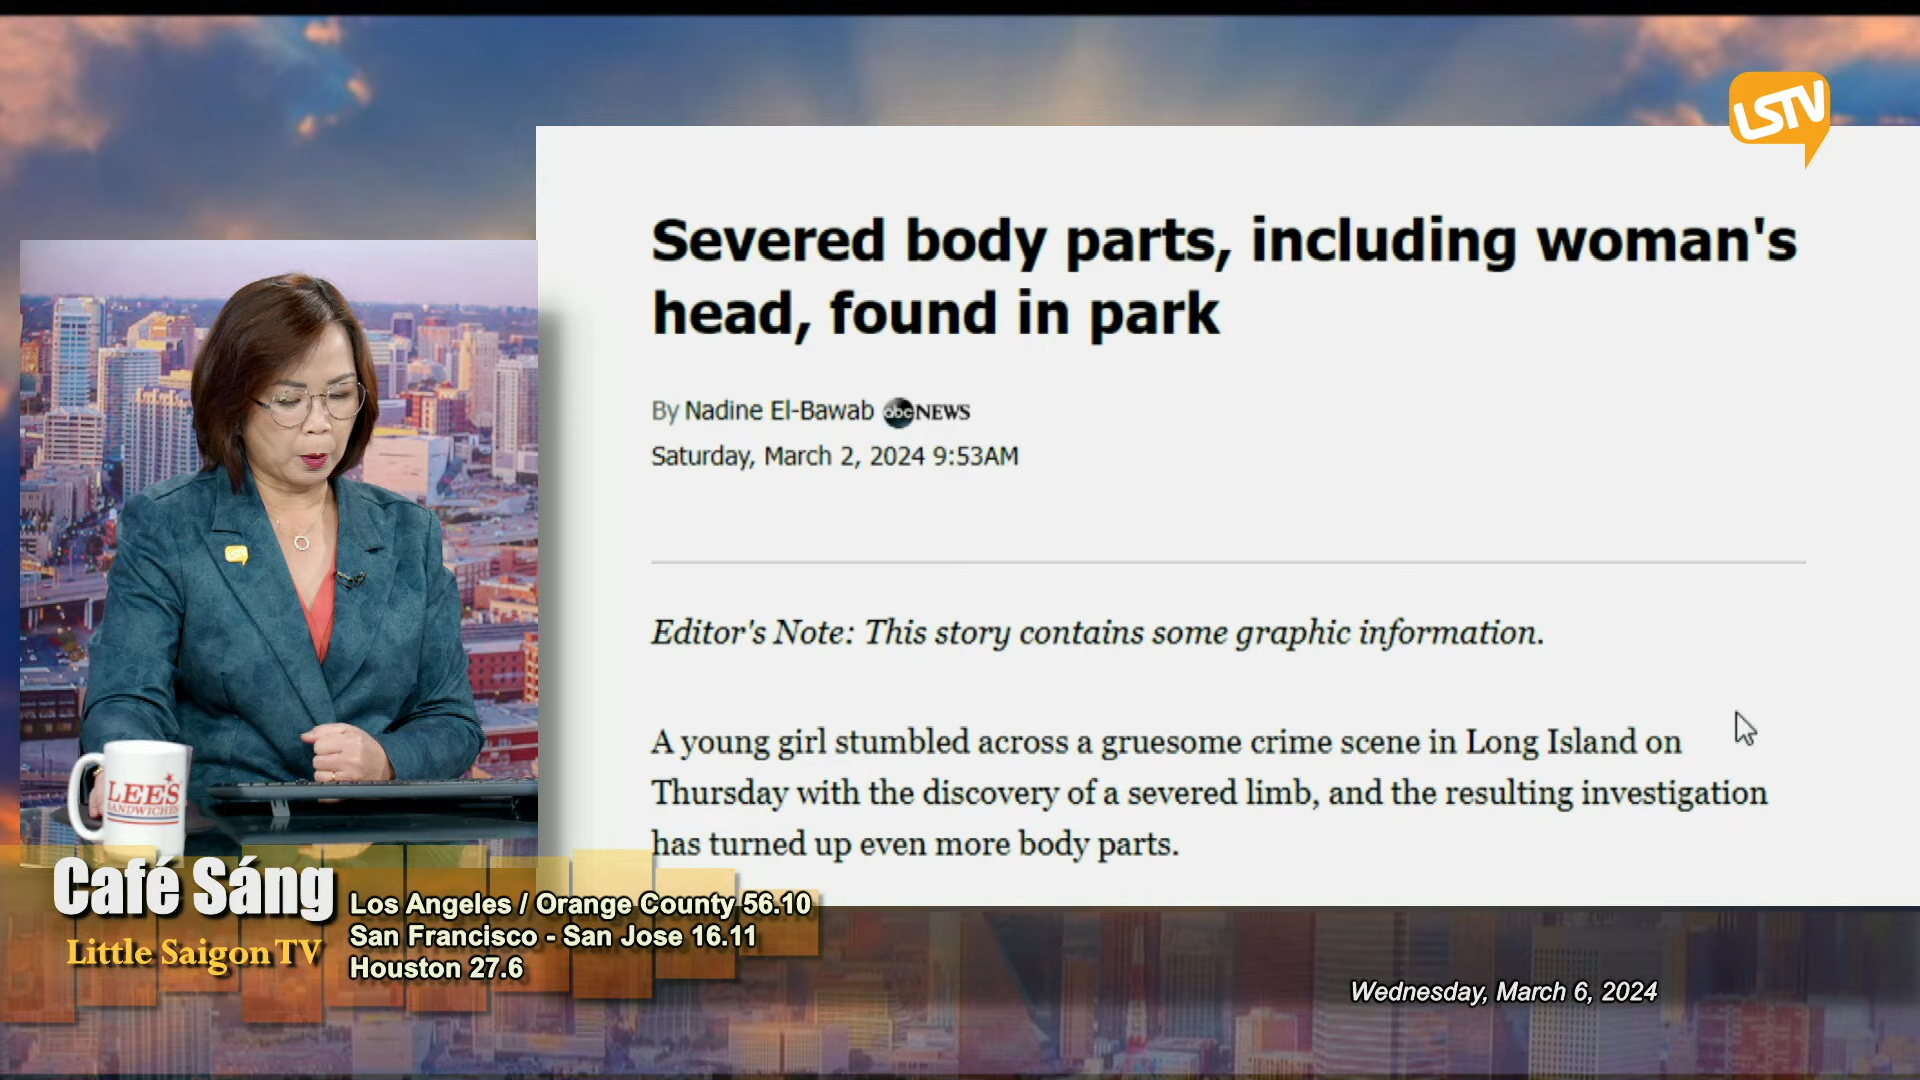 LSTV
Severed body parts, including woman's
head, found in park
By Nadine El-Bawab abc NEWS
Saturday, March 2, 2024 9:53AM
Editor's Note: This story contains some graphic information.
A young girl stumbled across a gruesome crime scene in Long Island on
Thursday with the discovery of a severed limb, and the resulting investigation
has turned up even more body parts.
LSTV
LEE'S
SANDWICHES
Café Sáng
Little Saigon TV
Los Angeles / Orange County 56.10
San Francisco - San Jose 16.11
Houston 27.6
Wednesday, March 6, 2024